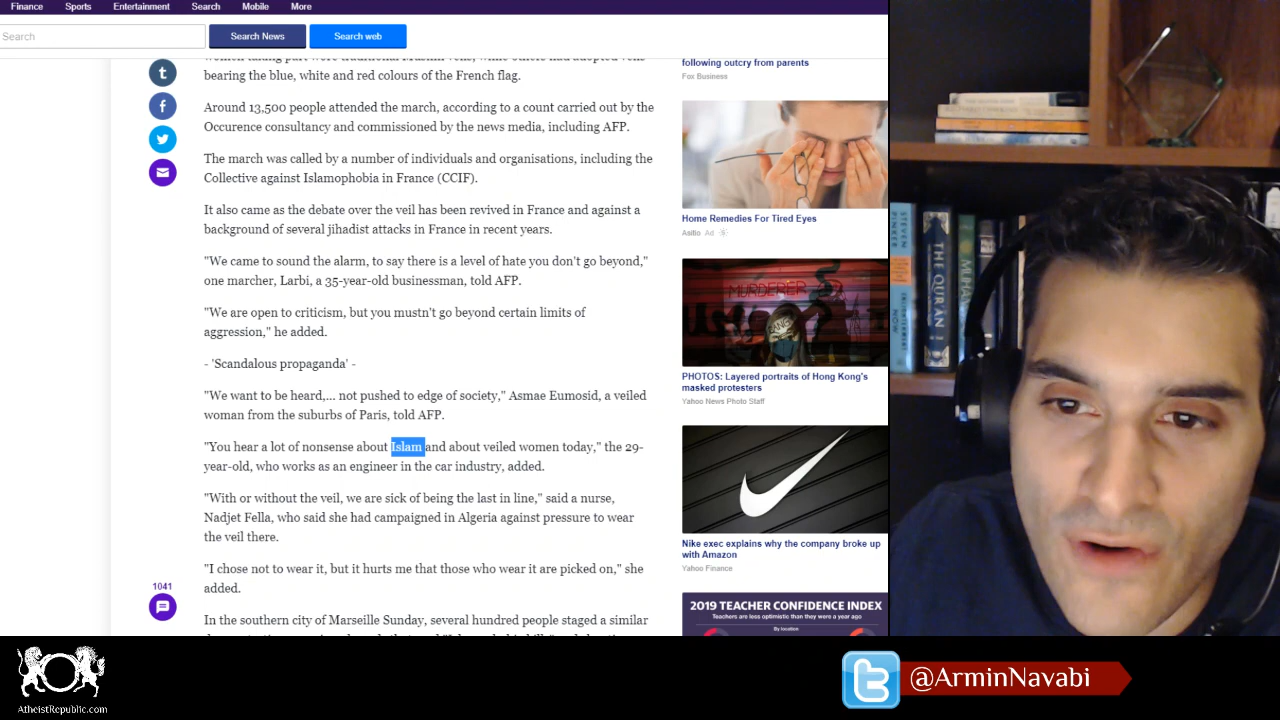 Finance Sports Entertainment Search Mobile More
Search Search News Search web
women taking part wore traditional Muslim veils, while others had adopted veils
bearing the blue, white and red colours of the French flag.
Around 13,500 people attended the march, according to a count carried out by the
Occurence consultancy and commissioned by the news media, including AFP.
The march was called by a number of individuals and organisations, including the
Collective against Islamophobia in France (CCIF).
It also came as the debate over the veil has been revived in France and against a
background of several jihadist attacks in France in recent years.
"We came to sound the alarm, to say there is a level of hate you don't go beyond,"
one marcher, Larbi, a 35-year-old businessman, told AFP.
"We are open to criticism, but you mustn't go beyond certain limits of
aggression," he added.
- 'Scandalous propaganda' -
"We want to be heard,... not pushed to edge of society," Asmae Eumosid, a veiled
woman from the suburbs of Paris, told AFP.
"You hear a lot of nonsense about Islam and about veiled women today," the 29-
year-old, who works as an engineer in the car industry, added.
"With or without the veil, we are sick of being the last in line," said a nurse,
Nadjet Fella, who said she had campaigned in Algeria against pressure to wear
the veil there.
"I chose not to wear it, but it hurts me that those who wear it are picked on," she
added.
In the southern city of Marseille Sunday, several hundred people staged a similar
1041
following outcry from parents
Fox Business
Home Remedies For Tired Eyes
Ad
MURDERER
PHOTOS: Layered portraits of Hong Kong's
masked protesters
Yahoo News Photo Staff
Nike exec explains why the company broke up
with Amazon
Yahoo Finance
2019 TEACHER CONFIDENCE INDEX
Teachers are less optimistic than they were a year ago
By location
STEVEN
PINKER
ENLIGHTENMENT
NOW
THE QURAN
AtheistRepublic.com
@ArminNavabi